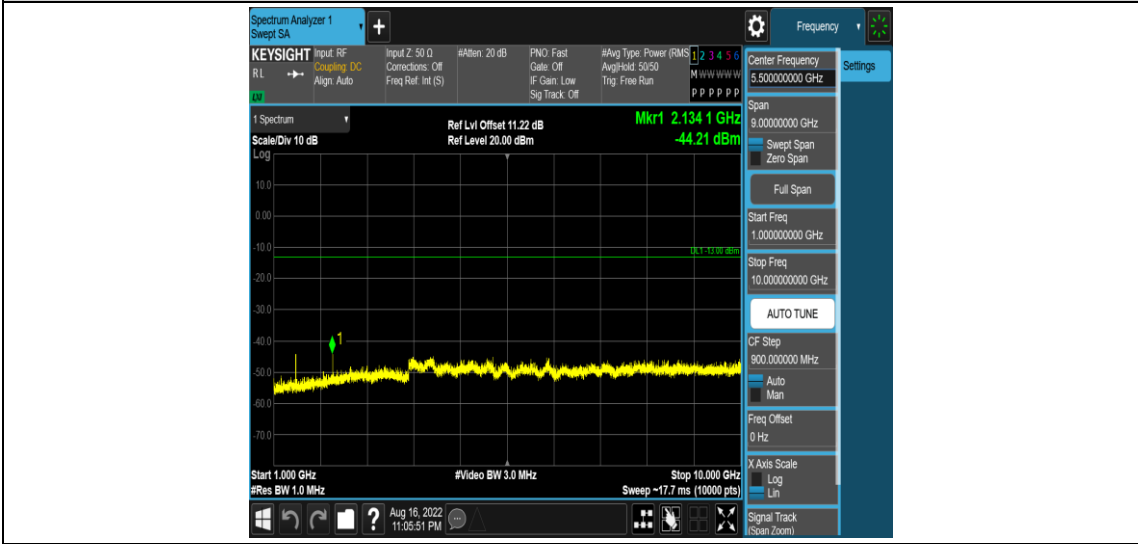 Spectrum Analyzer 1
Swept SA
+
Frequency
KEYSIGHT
R L
Input: RF
Coupling: DC
Align: Auto
Input Z: 50 Ω
Corrections: Off
Freq Ref: Int (S)
#Atten: 20 dB
PNO: Fast
Gate: Off
IF Gain: Low
Sig Track: Off
#Avg Type: Power (RMS
Avg|Hold: 50/50
Trig: Free Run
1 2 3 4 5 6
M W W W W W
P P P P P P
1 Spectrum
Scale/Div 10 dB
Log
Ref Lvl Offset 11.22 dB
Ref Level 20.00 dBm
Mkr1 2.134 1 GHz
-44.21 dBm
10.0
0.00
-10.0
DL1 -13.00 dBm
-20.0
-30.0
-40.0
1
-50.0
-60.0
-70.0
Start 1.000 GHz
#Res BW 1.0 MHz
#Video BW 3.0 MHz
Stop 10.000 GHz
Sweep ~17.7 ms (10000 pts)
?
Aug 16, 2022
11:05:51 PM
Center Frequency
5.500000000 GHz
Settings
Span
9.00000000 GHz
Swept Span
Zero Span
Full Span
Start Freq
1.000000000 GHz
Stop Freq
10.000000000 GHz
AUTO TUNE
CF Step
900.000000 MHz
Auto
Man
Freq Offset
0 Hz
X Axis Scale
Log
Lin
Signal Track
(Span Zoom)